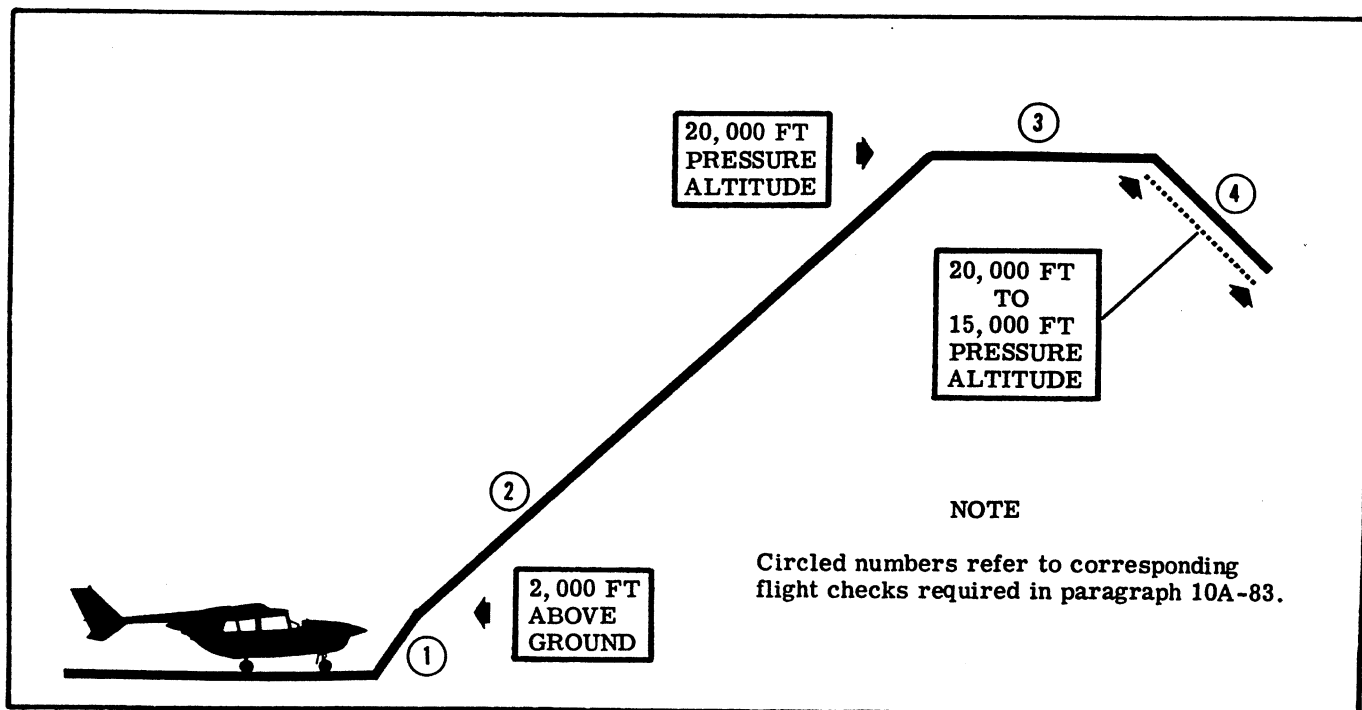 20,000 FT
PRESSURE
ALTITUDE
3
4
20,000 FT
TO
15,000 FT
PRESSURE
ALTITUDE
2
NOTE
Circled numbers refer to corresponding
flight checks required in paragraph 10A-83.
2,000 FT
ABOVE
GROUND
1